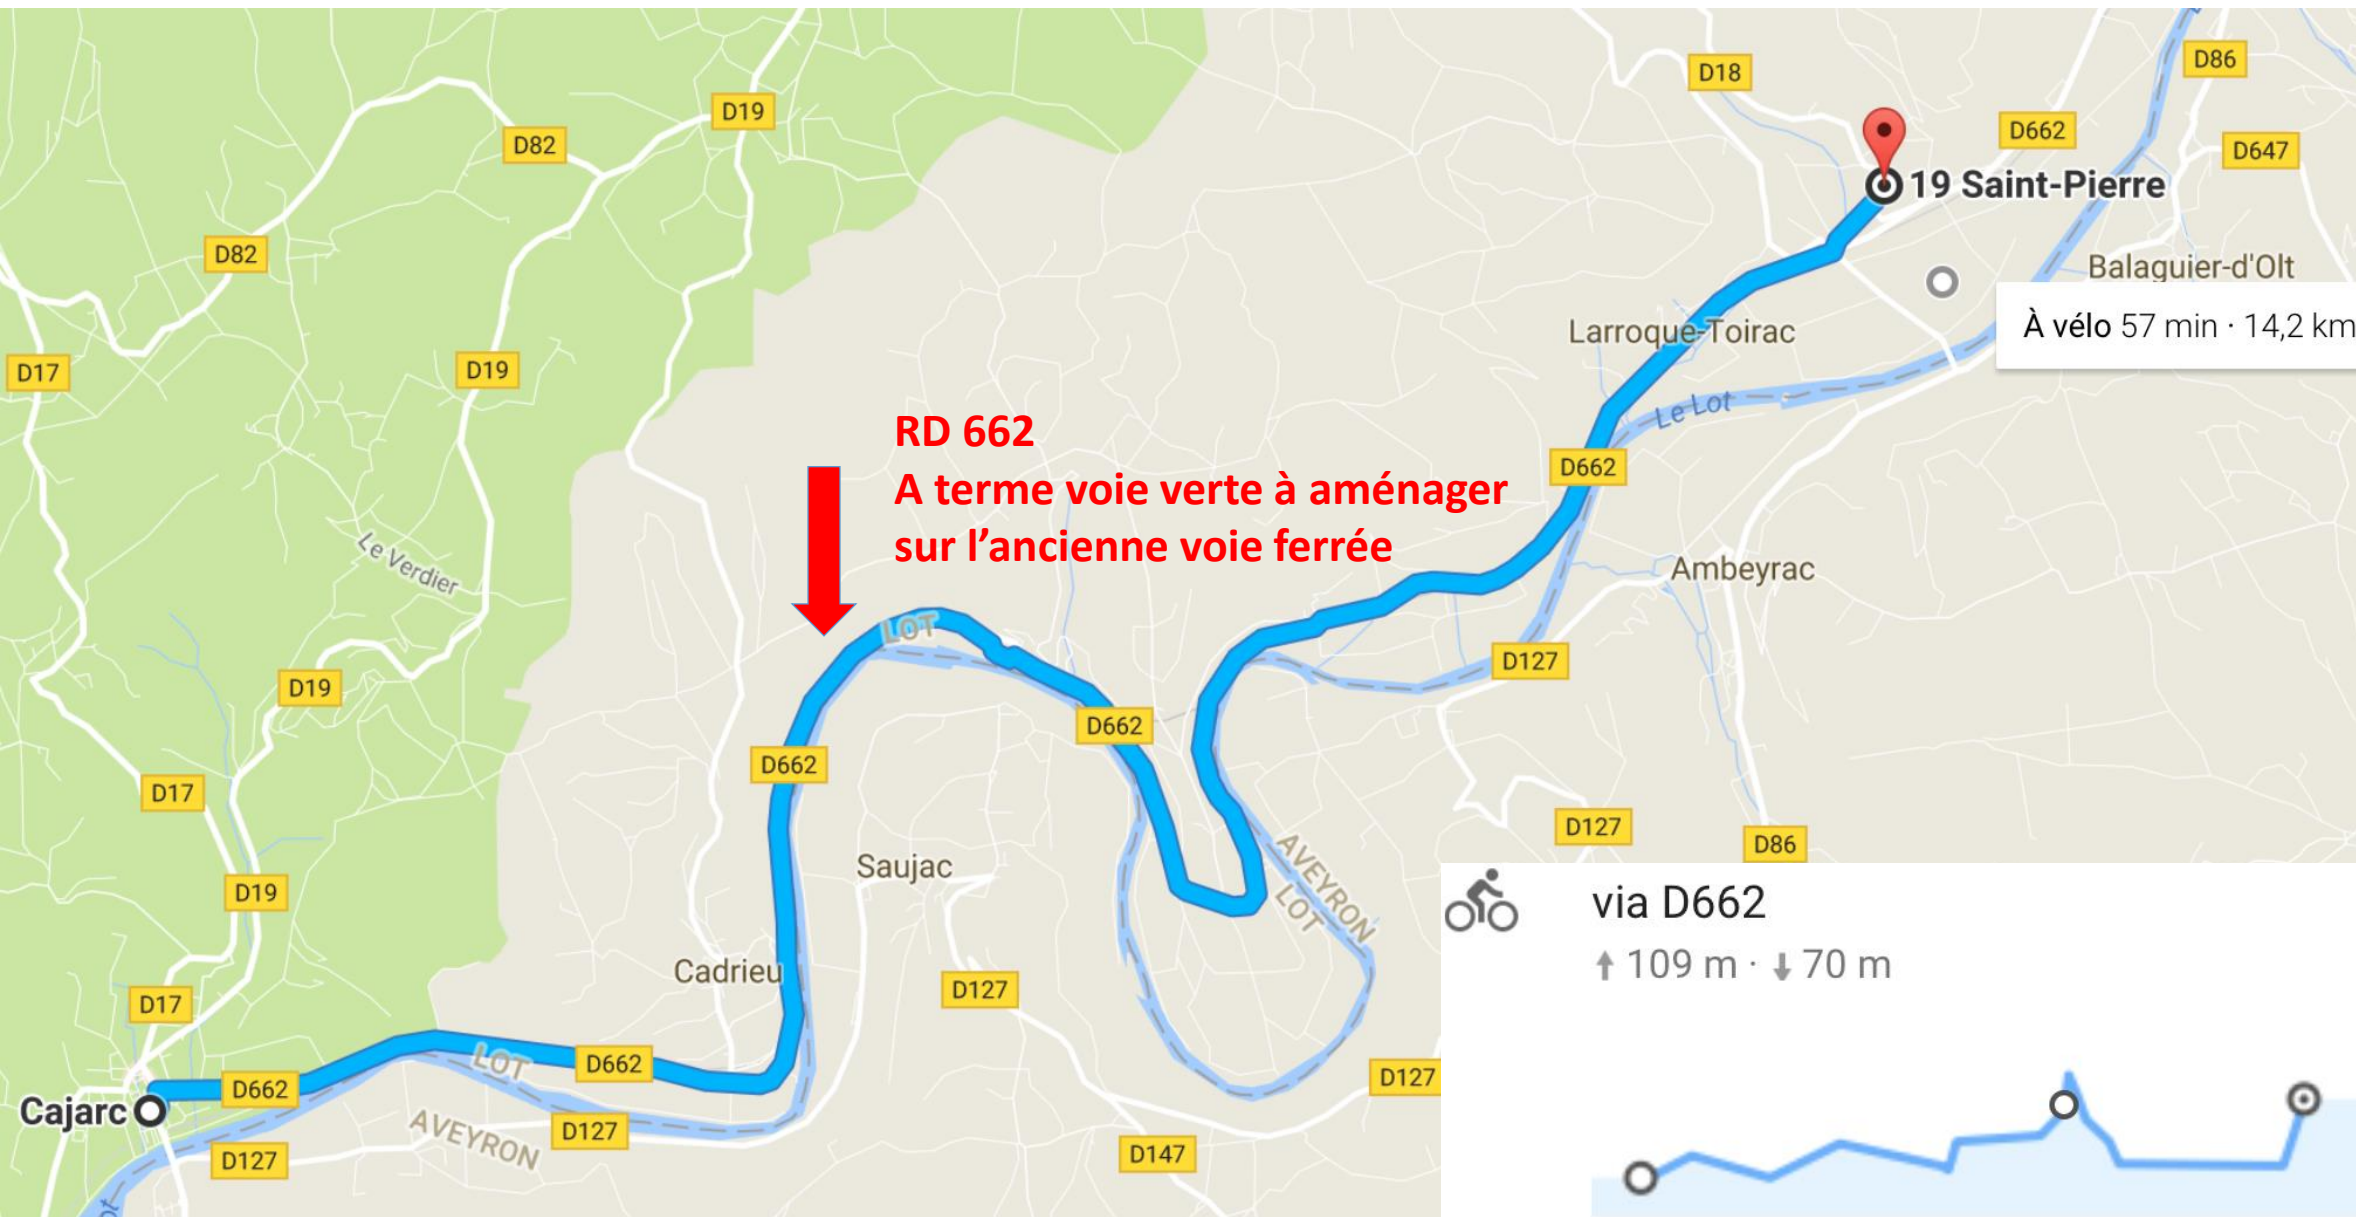 D18
D86
D19
D662
D82
D647
19 Saint-Pierre
D82
Balaguier-d'Olt
À vélo 57 min · 14,2 km
Larroque-Toirac
D17
D19
Le Lot
RD 662
A terme voie verte à aménager
sur l’ancienne voie ferrée
D662
Le Verdier
Ambeyrac
LOT
D127
D19
D662
D662
D17
D127
D86
Saujac
AVEYRON
LOT
D19
via D662
109 m · 70 m
Cadrieu
D127
D17
LOT
D662
D662
D127
Cajarc
AVEYRON
D127
D127
D147